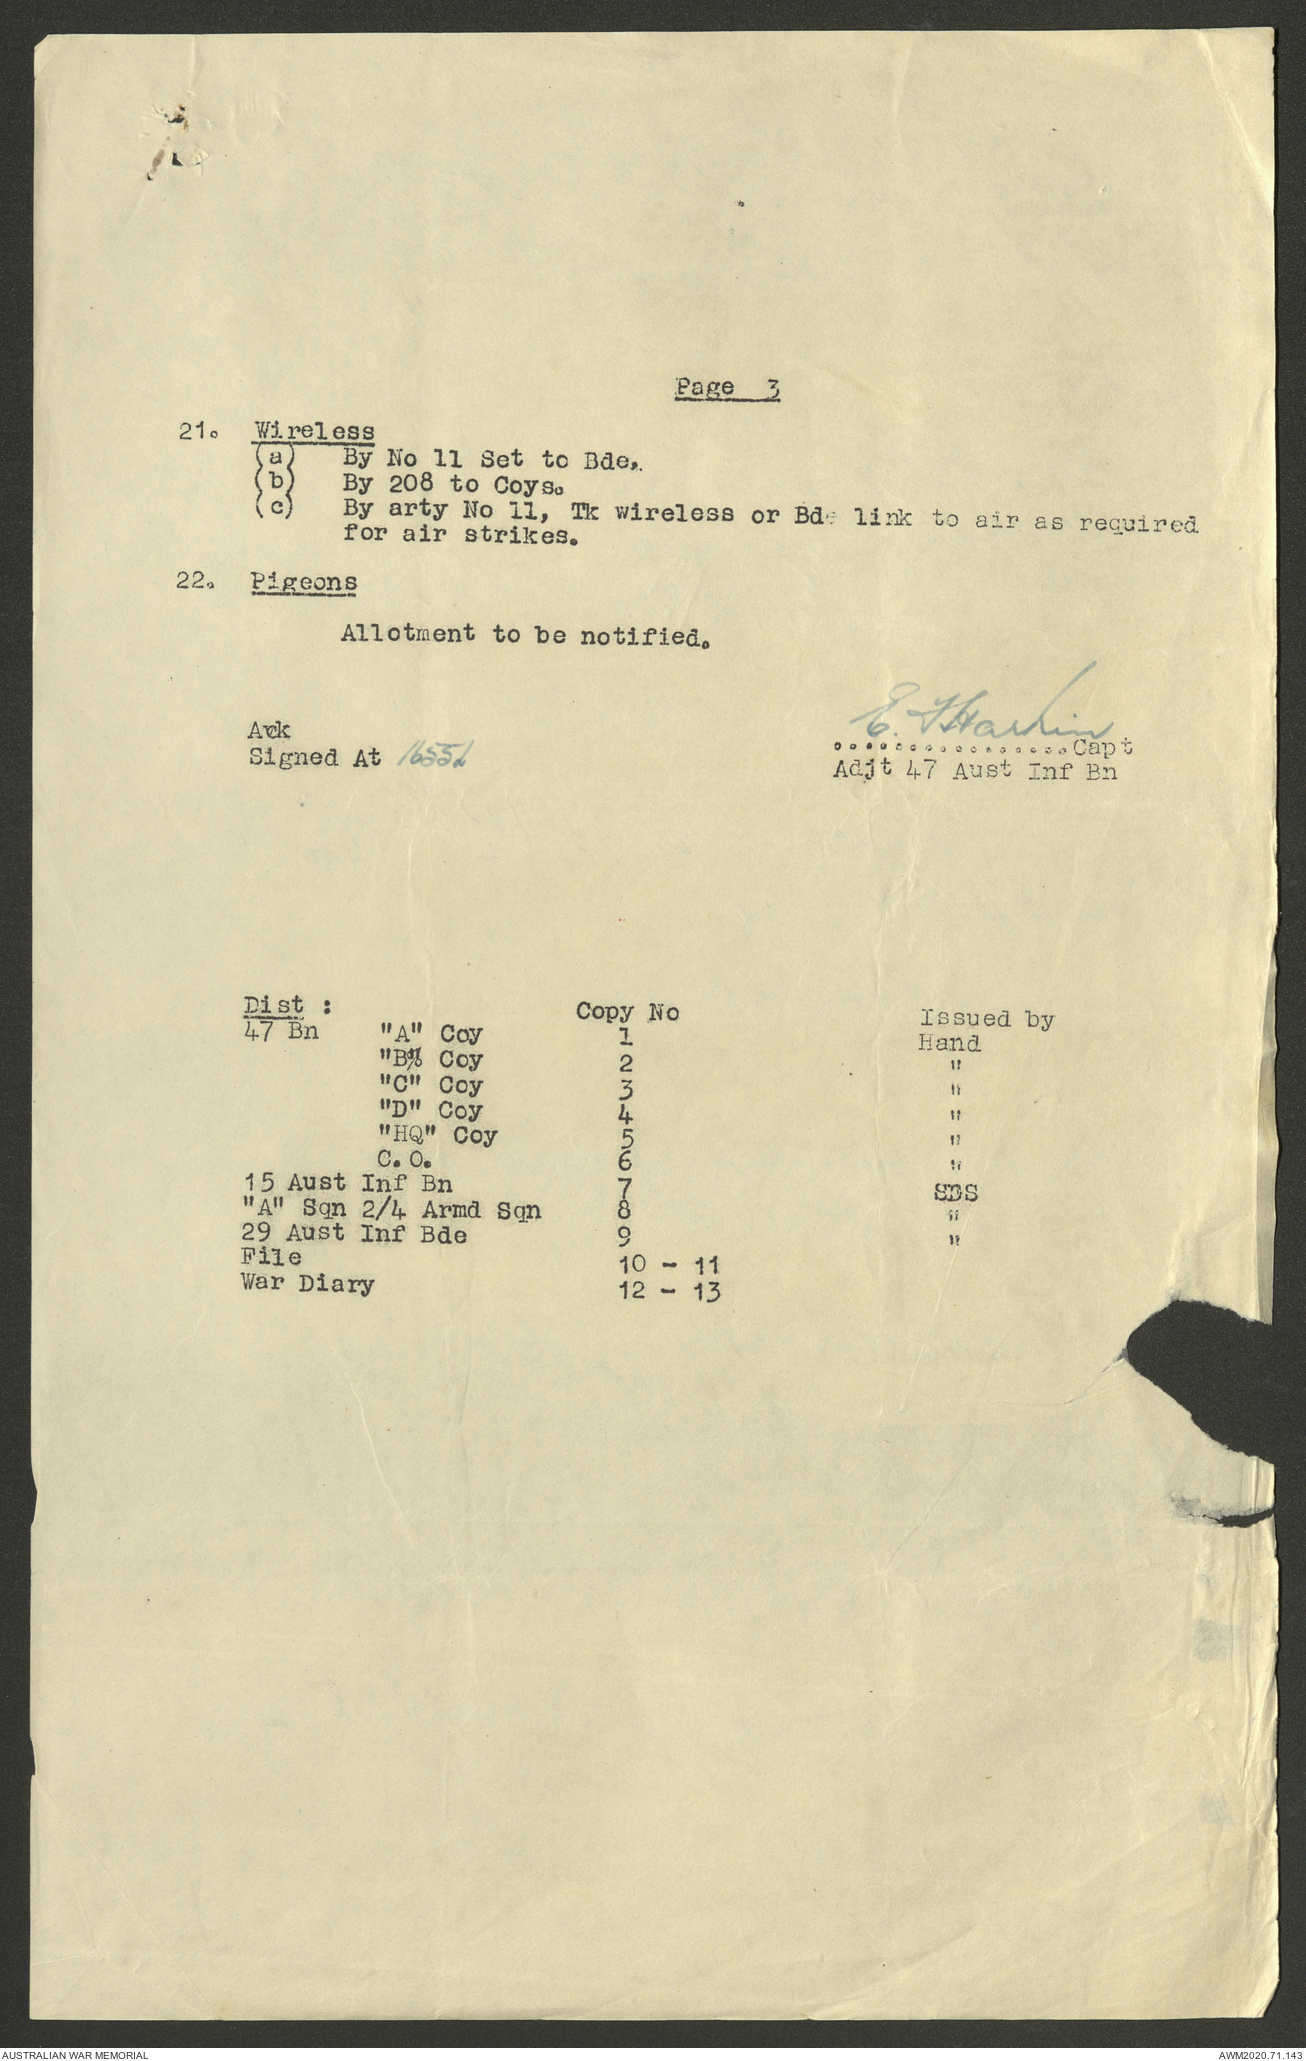 Page 3
21. Wireless
(a) By No 11 Set to Bde.
(b) By 208 to Coys.
(c) By arty No 11, Tk wireless or Bde link to air as required
for air strikes.
22. Pigeons
Allotment to be notified.
Ack
Signed At 1655
................Capt
Adjt 47 Aust Inf Bn
Dist : Copy No Issued by
47 Bn "A" Coy 1 Hand
"B" Coy 2 "
"C" Coy 3 "
"D" Coy 4 "
"HQ" Coy 5 "
C.O. 6 "
15 Aust Inf Bn 7 SDS
"A" Sqn 2/4 Armd Sqn 8 "
29 Aust Inf Bde 9 "
File 10 - 11
War Diary 12 - 13
AUSTRALIAN WAR MEMORIAL
AWM2020.71.143